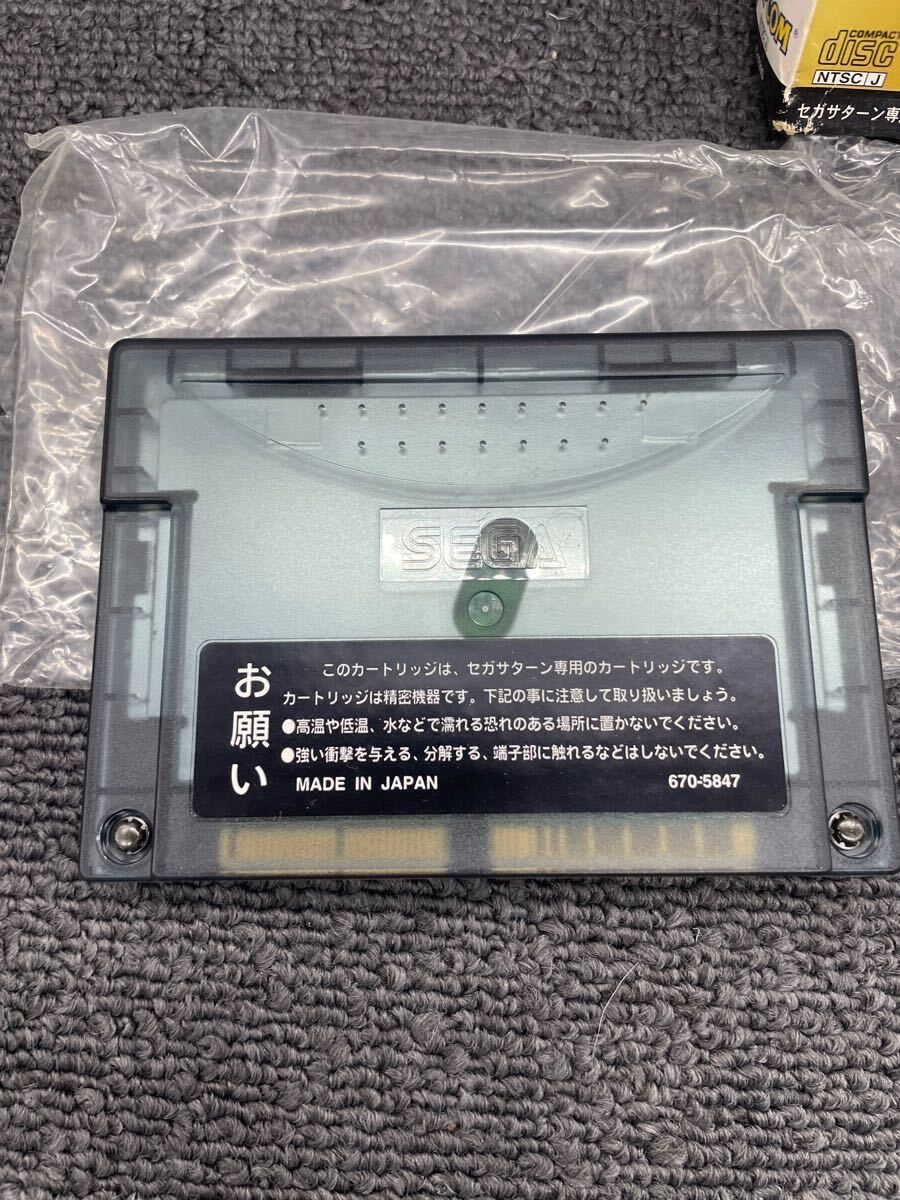 COMPACT
disc
NTSC J
セガサターン専
SEGA
お願い
このカートリッジは、セガサターン専用のカートリッジです。
カートリッジは精密機器です。下記の事に注意して取り扱いましょう。
●高温や低温、水などで濡れる恐れのある場所に置かないでください。
●強い衝撃を与える、分解する、端子部に触れるなどはしないでください。
MADE IN JAPAN 670-5847